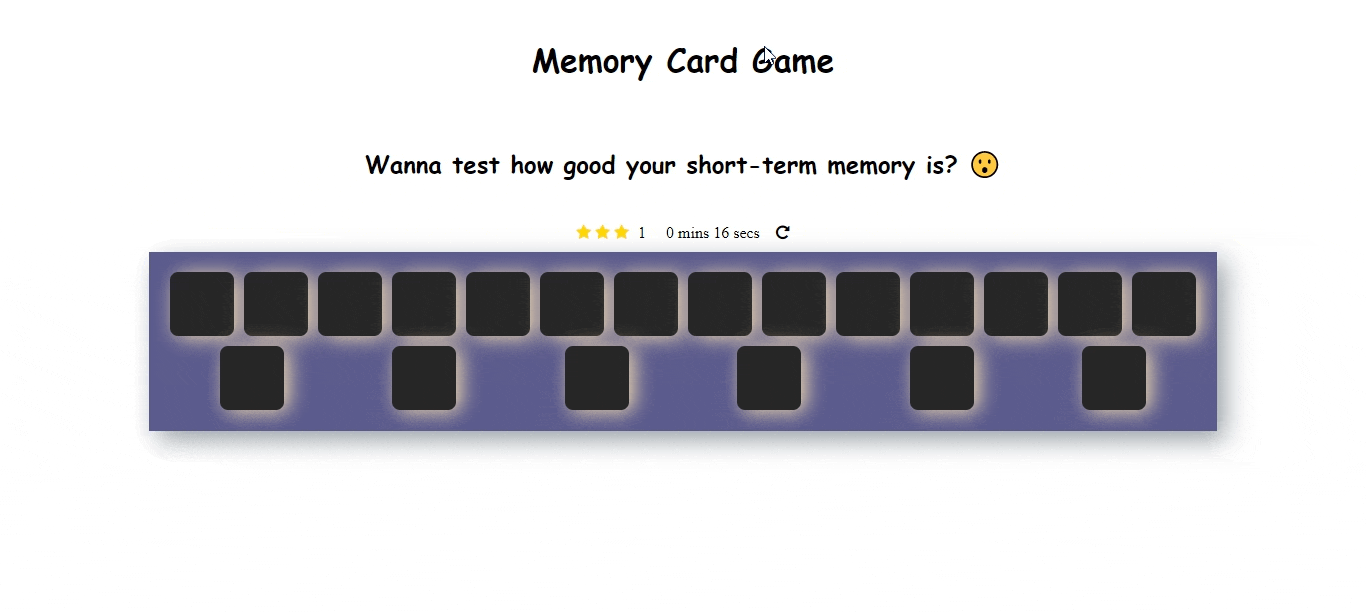 Memory Card Game
Wanna test how good your short-term memory is? 😮
1 0 mins 16 secs